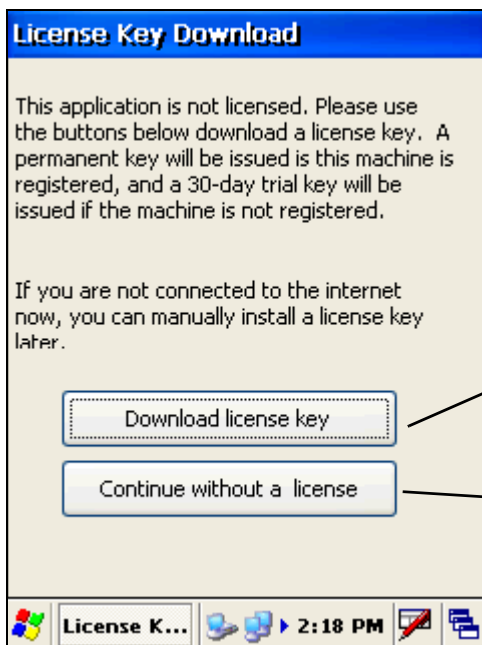 License Key Download
This application is not licensed. Please use
the buttons below download a license key.  A
permanent key will be issued is this machine is
registered, and a 30-day trial key will be
issued if the machine is not registered.
If you are not connected to the internet
now, you can manually install a license key
later.
Download license key
Continue without a  license
License K... 2:18 PM